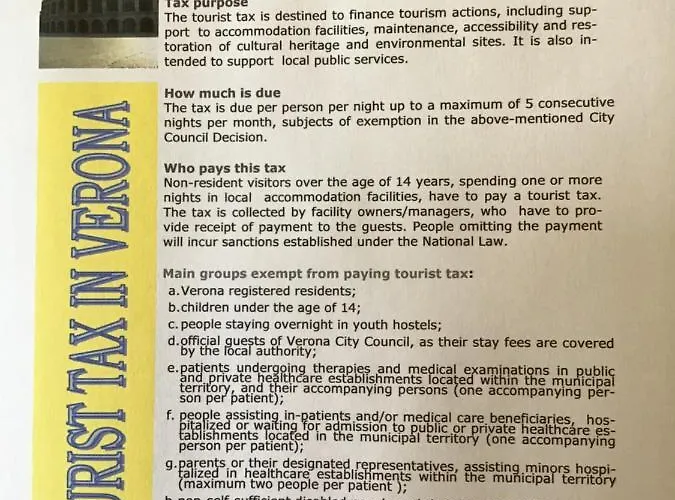 Tax purpose
The tourist tax is destined to finance tourism actions, including sup-
port to accommodation facilities, maintenance, accessibility and res-
toration of cultural heritage and environmental sites. It is also in-
tended to support local public services.
How much is due
The tax is due per person per night up to a maximum of 5 consecutive
nights per month, subjects of exemption in the above-mentioned City
Council Decision.
Who pays this tax
Non-resident visitors over the age of 14 years, spending one or more
nights in local accommodation facilities, have to pay a tourist tax.
The tax is collected by facility owners/managers, who have to pro-
vide receipt of payment to the guests. People omitting the payment
will incur sanctions established under the National Law.
Main groups exempt from paying tourist tax:
a.Verona registered residents;
b.children under the age of 14;
c.people staying overnight in youth hostels;
d.official guests of Verona City Council, as their stay fees are covered
by the local authority;
e.patients undergoing therapies and medical examinations in public
and private healthcare establishments located within the municipal
territory, and their accompanying persons (one accompanying per-
son per patient);
f. people assisting in-patients and/or medical care beneficiaries, hos-
pitalized or waiting for admission to public or private healthcare es-
tablishments located in the municipal territory (one accompanying
person per patient);
g.parents or their designated representatives, assisting minors hospi-
talized in healthcare establishments within the municipal territory
(maximum two people per patient );
URIST TAX IN VERONA